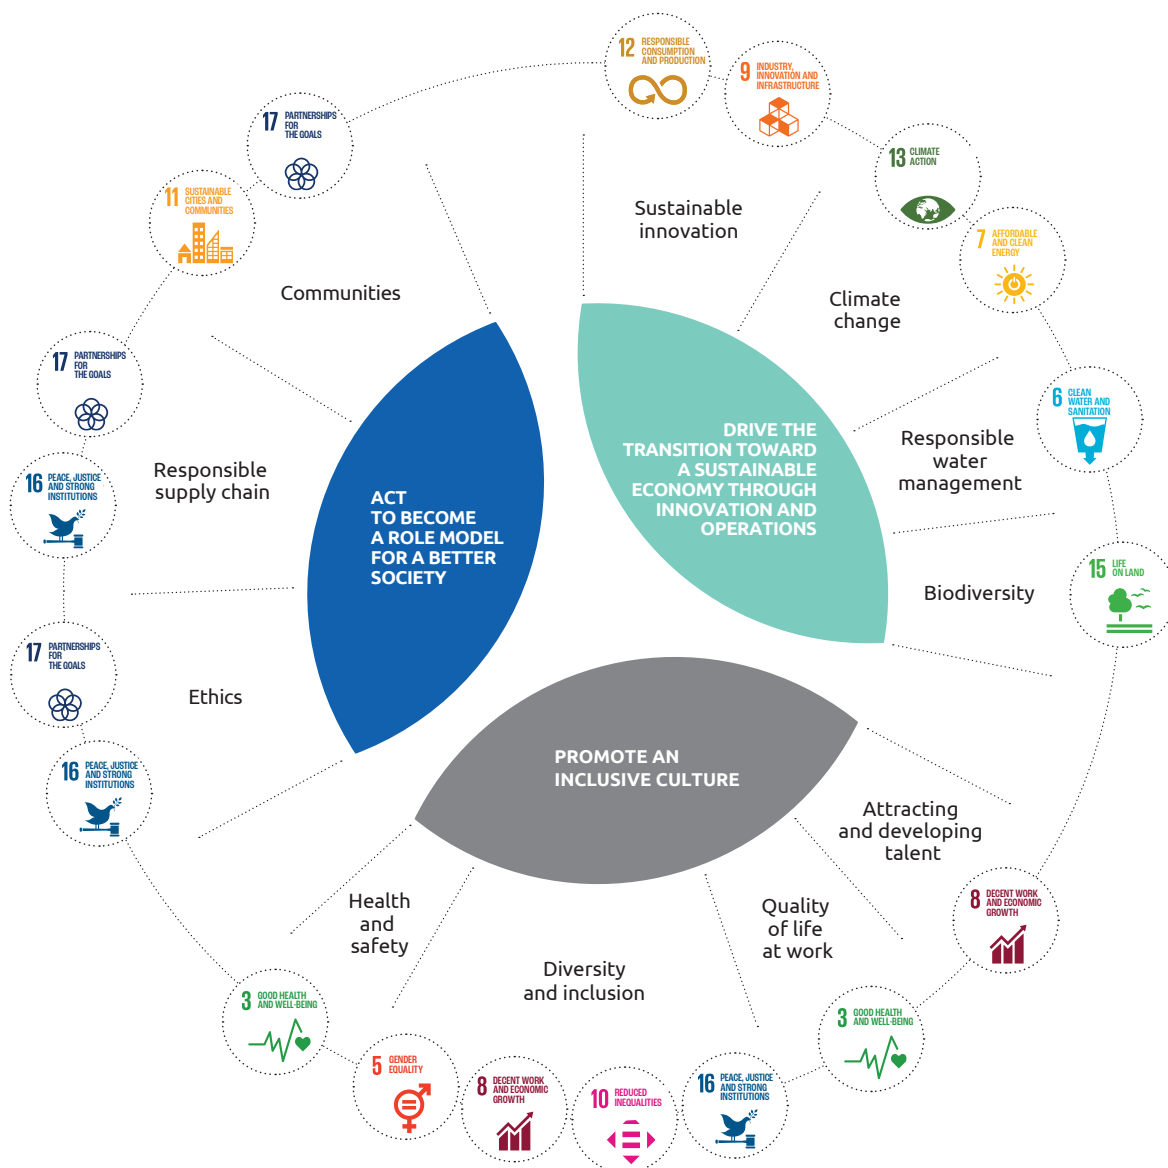 12 RESPONSIBLE
CONSUMPTION
AND PRODUCTION
9 INDUSTRY,
INNOVATION AND
INFRASTRUCTURE
13 CLIMATE
ACTION
7 AFFORDABLE
AND CLEAN
ENERGY
6 CLEAN
WATER AND
SANITATION
15 LIFE
ON LAND
Sustainable
innovation
Climate
change
Responsible
water
management
Biodiversity
DRIVE THE
TRANSITION TOWARD
A SUSTAINABLE
ECONOMY THROUGH
INNOVATION AND
OPERATIONS
17 PARTNERSHIPS
FOR
THE GOALS
11 SUSTAINABLE
CITIES AND
COMMUNITIES
17 PARTNERSHIPS
FOR
THE GOALS
16 PEACE, JUSTICE
AND STRONG
INSTITUTIONS
17 PARTNERSHIPS
FOR
THE GOALS
16 PEACE, JUSTICE
AND STRONG
INSTITUTIONS
Communities
Responsible
supply chain
Ethics
ACT
TO BECOME
A ROLE MODEL
FOR A BETTER
SOCIETY
PROMOTE AN
INCLUSIVE CULTURE
Attracting
and developing
talent
Quality
of life
at work
Diversity
and inclusion
Health
and
safety
8 DECENT WORK
AND ECONOMIC
GROWTH
3 GOOD HEALTH
AND WELL-BEING
16 PEACE, JUSTICE
AND STRONG
INSTITUTIONS
10 REDUCED
INEQUALITIES
8 DECENT WORK
AND ECONOMIC
GROWTH
5 GENDER
EQUALITY
3 GOOD HEALTH
AND WELL-BEING